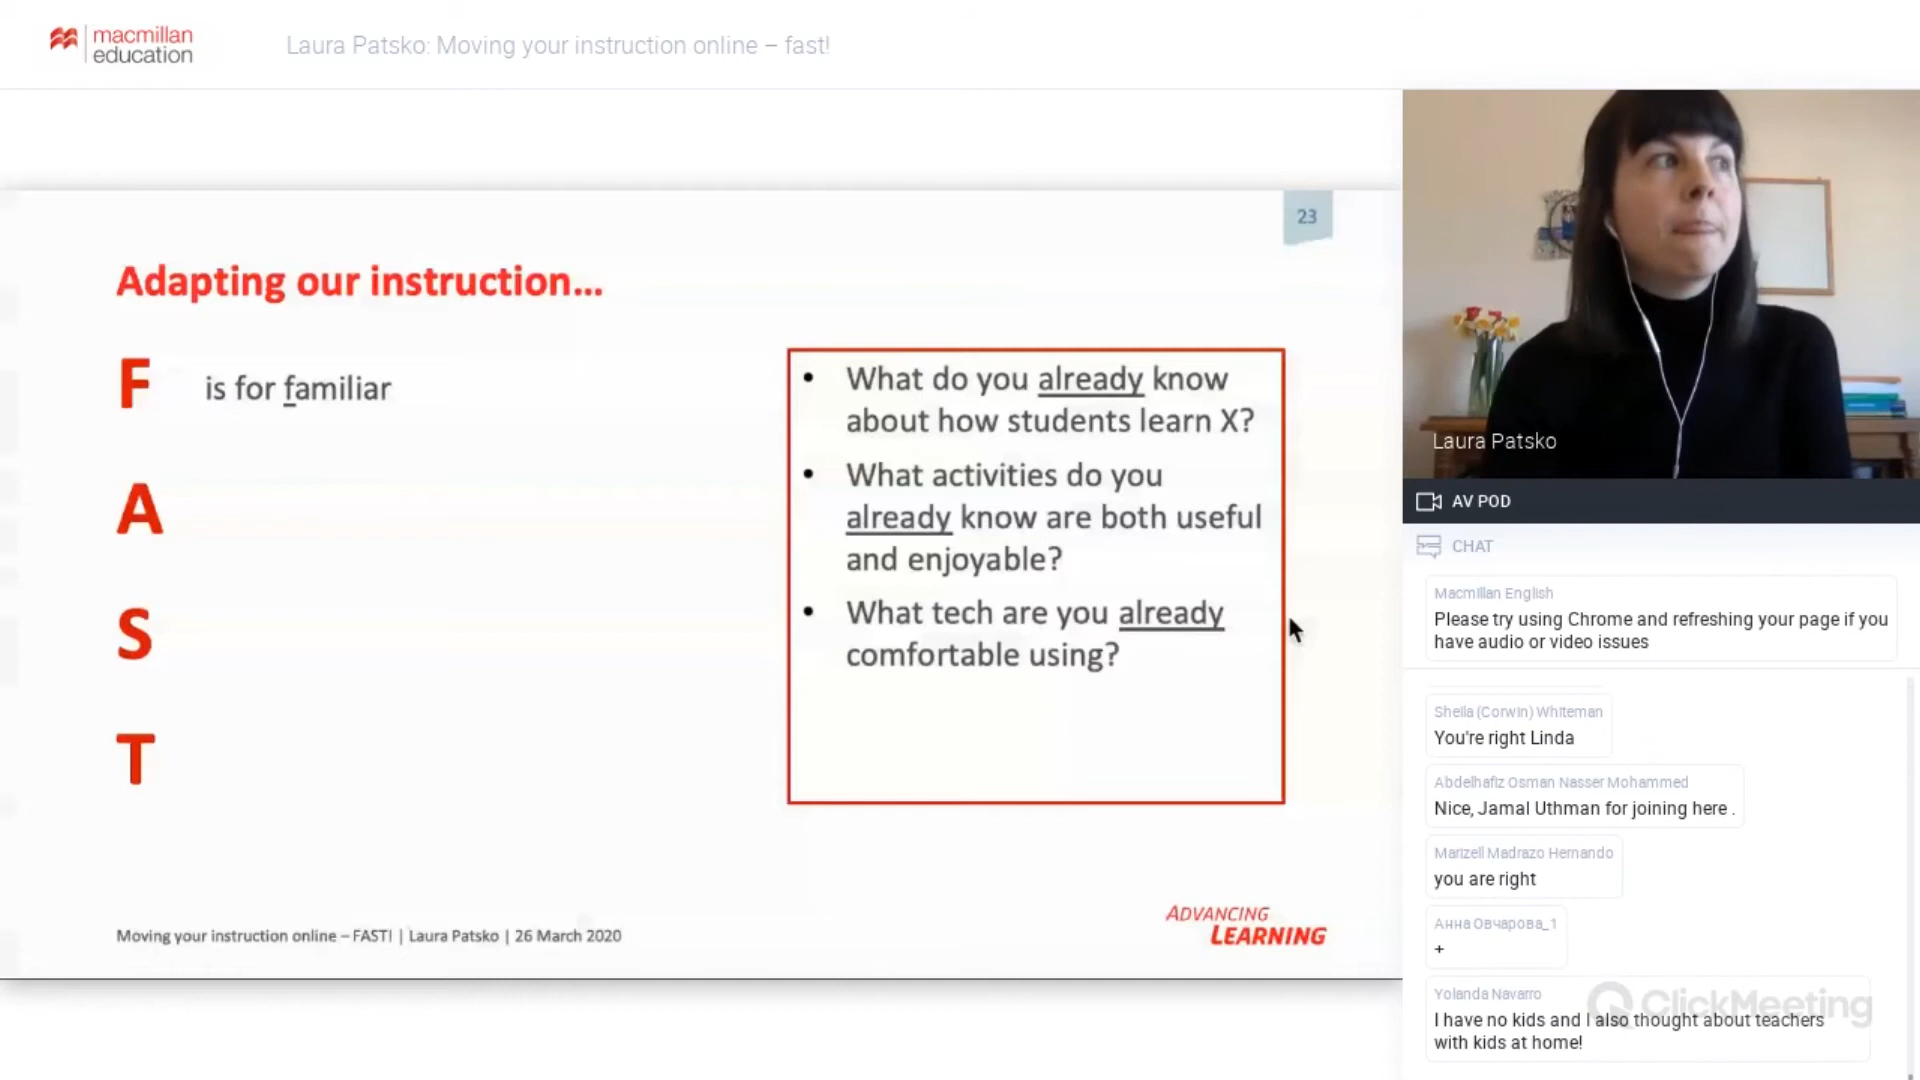 macmillan
education
Laura Patsko: Moving your instruction online – fast!
23
Adapting our instruction...
F is for familiar
A
S
T
• What do you already know
about how students learn X?
• What activities do you
already know are both useful
and enjoyable?
• What tech are you already
comfortable using?
Moving your instruction online – FAST! | Laura Patsko | 26 March 2020
ADVANCING
LEARNING
Laura Patsko
AV POD
CHAT
Macmillan English
Please try using Chrome and refreshing your page if you
have audio or video issues
Sheila (Corwin) Whiteman
You're right Linda
Abdelhafiz Osman Nasser Mohammed
Nice, Jamal Uthman for joining here .
Marizell Madrazo Hernando
you are right
Анна Овчарова_1
+
Yolanda Navarro
I have no kids and I also thought about teachers
with kids at home!
ClickMeeting